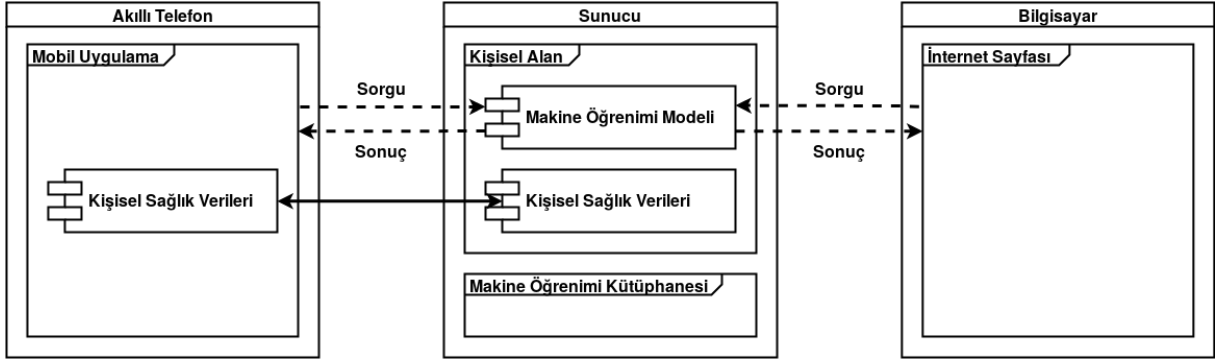 Akıllı Telefon
Sunucu
Bilgisayar
Mobil Uygulama
Kişisel Alan
İnternet Sayfası
Sorgu
Makine Öğrenimi Modeli
Sorgu
Sonuç
Sonuç
Kişisel Sağlık Verileri
Kişisel Sağlık Verileri
Makine Öğrenimi Kütüphanesi